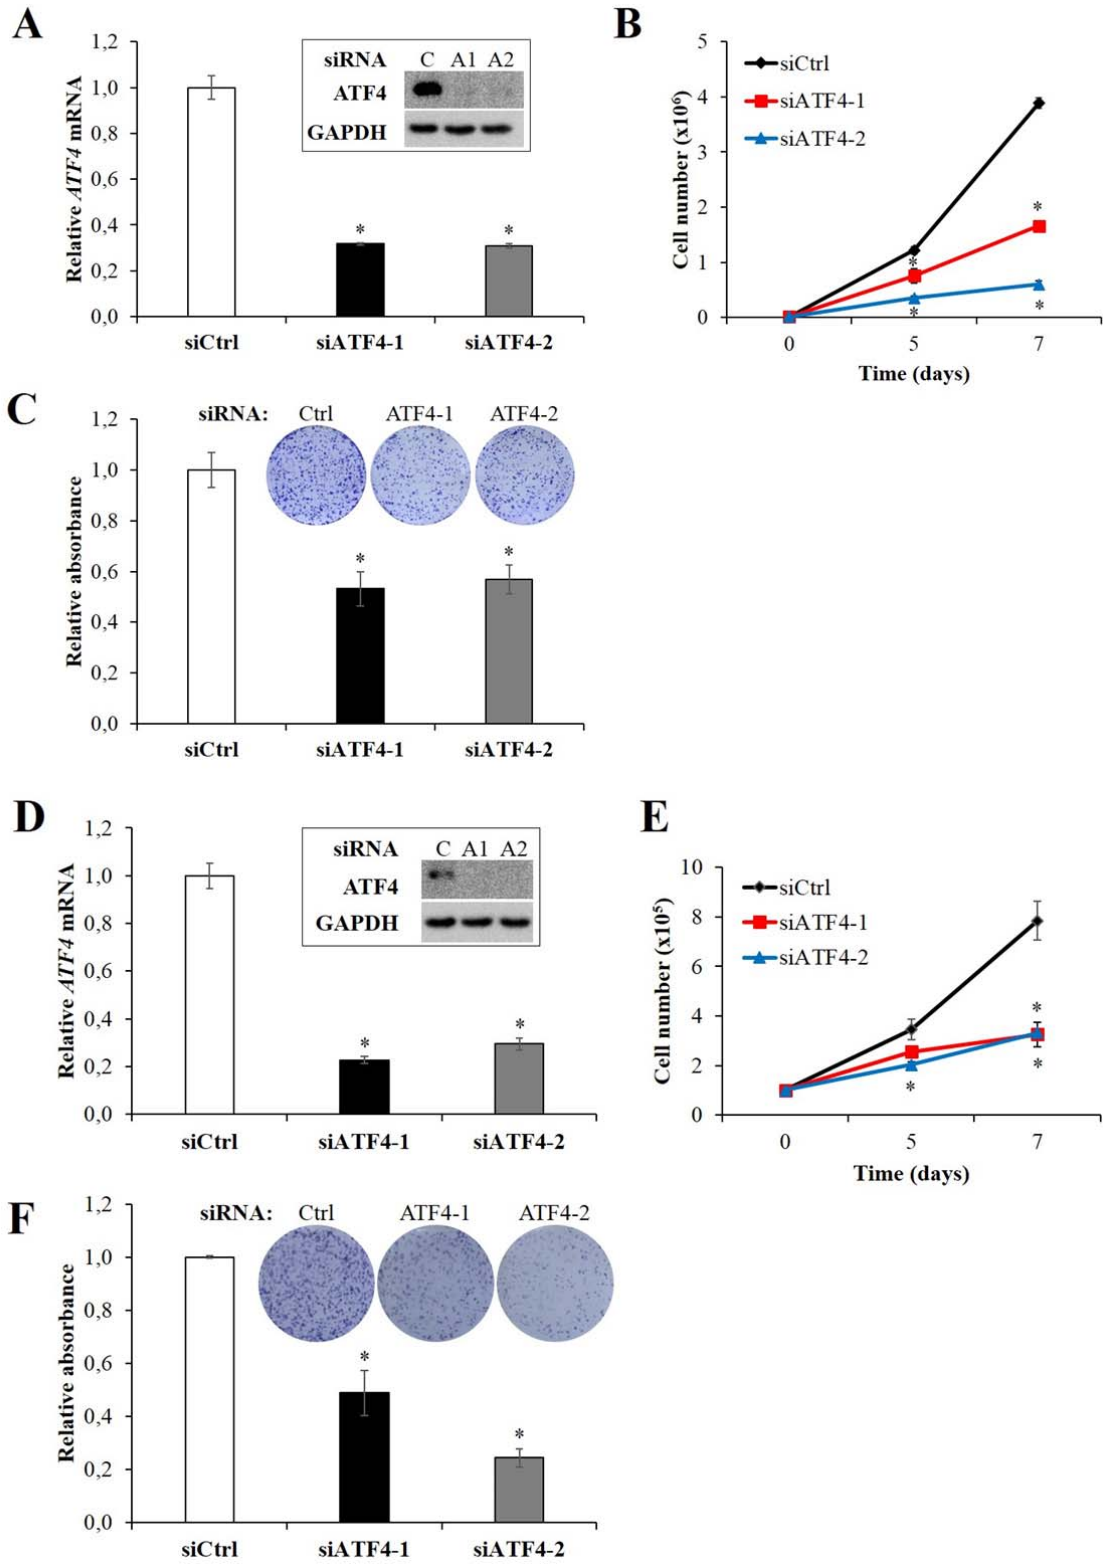 A
Relative ATF4 mRNA
1,2
1,0
0,8
0,6
0,4
0,2
0,0
siRNA C A1 A2
ATF4
GAPDH
* *
siCtrl siATF4-1 siATF4-2
B
Cell number (x10⁶)
5
4
3
2
1
0
siCtrl
siATF4-1
siATF4-2
*
*
*
*
0 5 7
Time (days)
C
Relative absorbance
1,2
1,0
0,8
0,6
0,4
0,2
0,0
siRNA: Ctrl ATF4-1 ATF4-2
* *
siCtrl siATF4-1 siATF4-2
D
Relative ATF4 mRNA
1,2
1,0
0,8
0,6
0,4
0,2
0,0
siRNA C A1 A2
ATF4
GAPDH
* *
siCtrl siATF4-1 siATF4-2
E
Cell number (x10⁵)
10
8
6
4
2
0
siCtrl
siATF4-1
siATF4-2
*
*
*
0 5 7
Time (days)
F
Relative absorbance
1,2
1,0
0,8
0,6
0,4
0,2
0,0
siRNA: Ctrl ATF4-1 ATF4-2
* *
siCtrl siATF4-1 siATF4-2